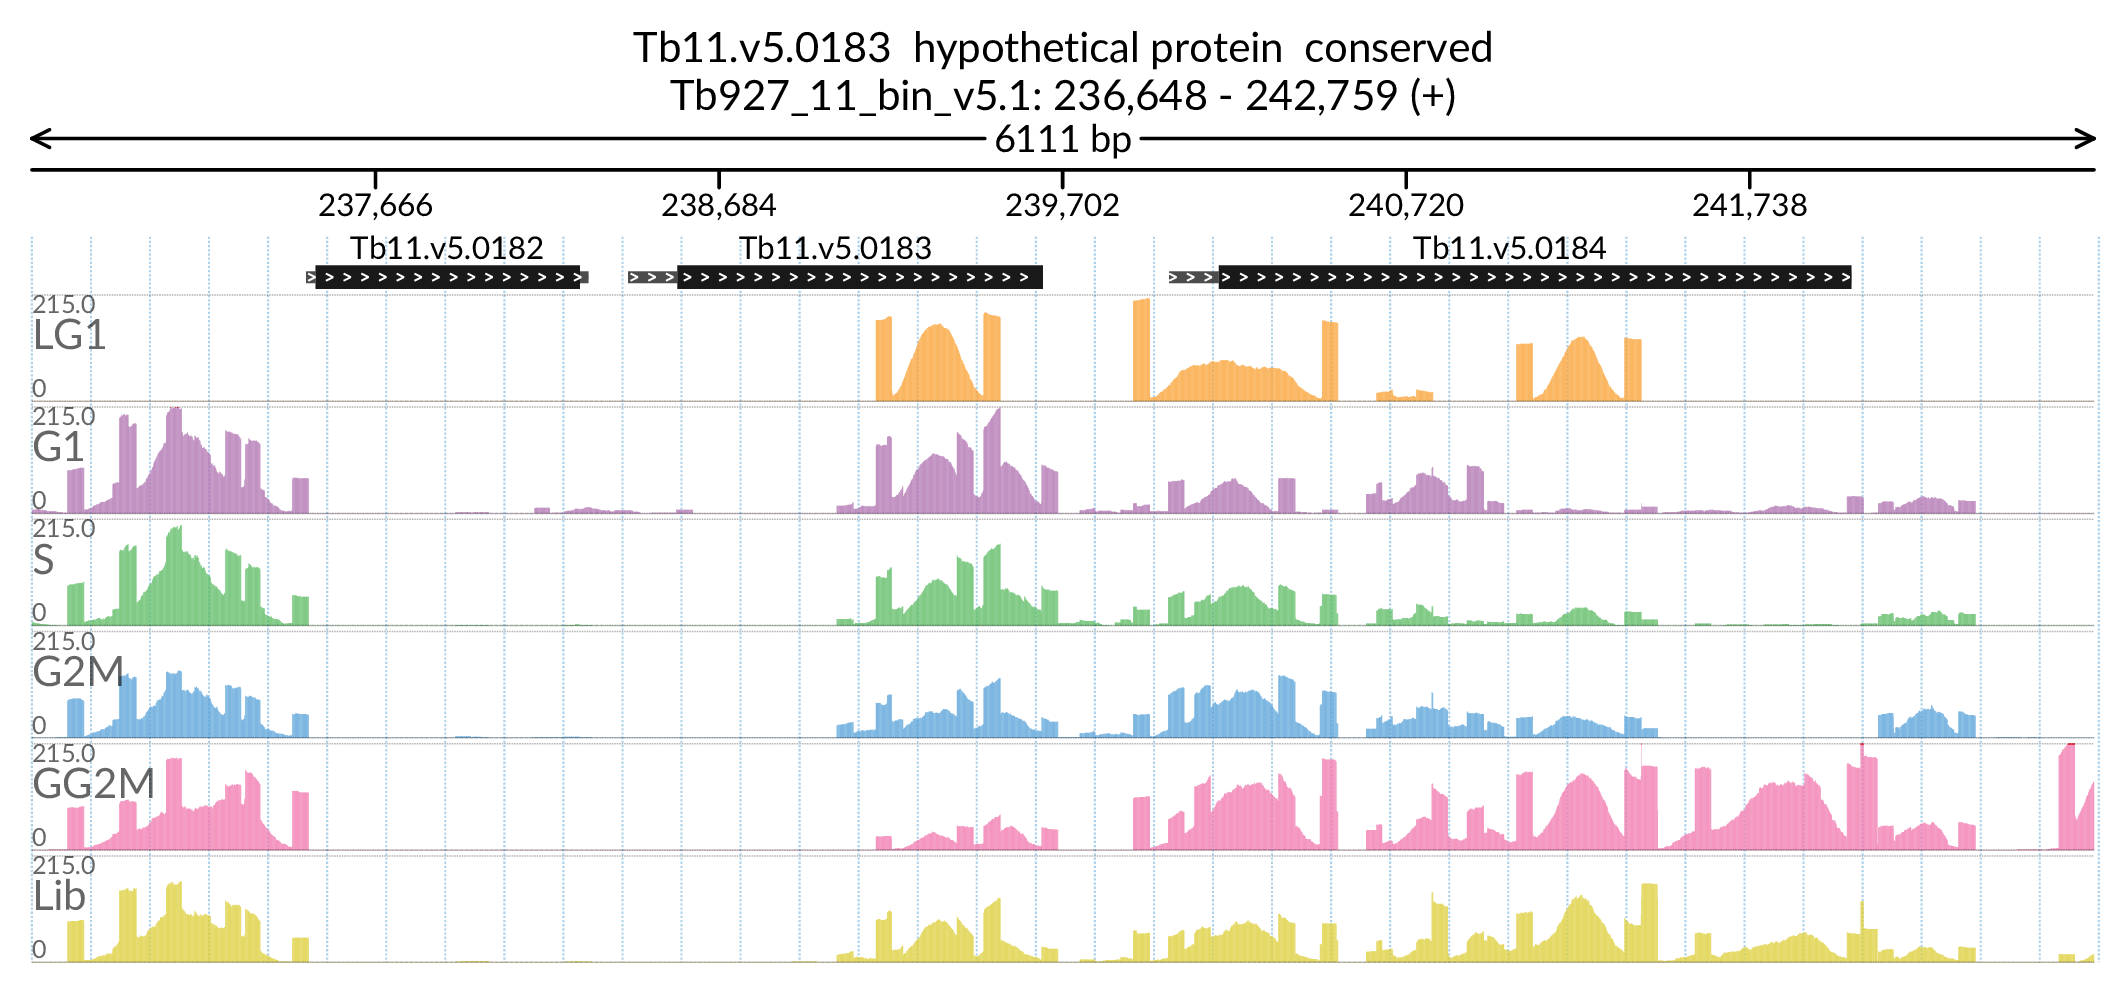 Tb11.v5.0183  hypothetical protein  conserved
Tb927_11_bin_v5.1: 236,648 - 242,759 (+)
6111 bp
237,666 238,684 239,702 240,720 241,738
Tb11.v5.0182 Tb11.v5.0183 Tb11.v5.0184
215.0
LG1
0
215.0
G1
0
215.0
S
0
215.0
G2M
0
215.0
GG2M
0
215.0
Lib
0